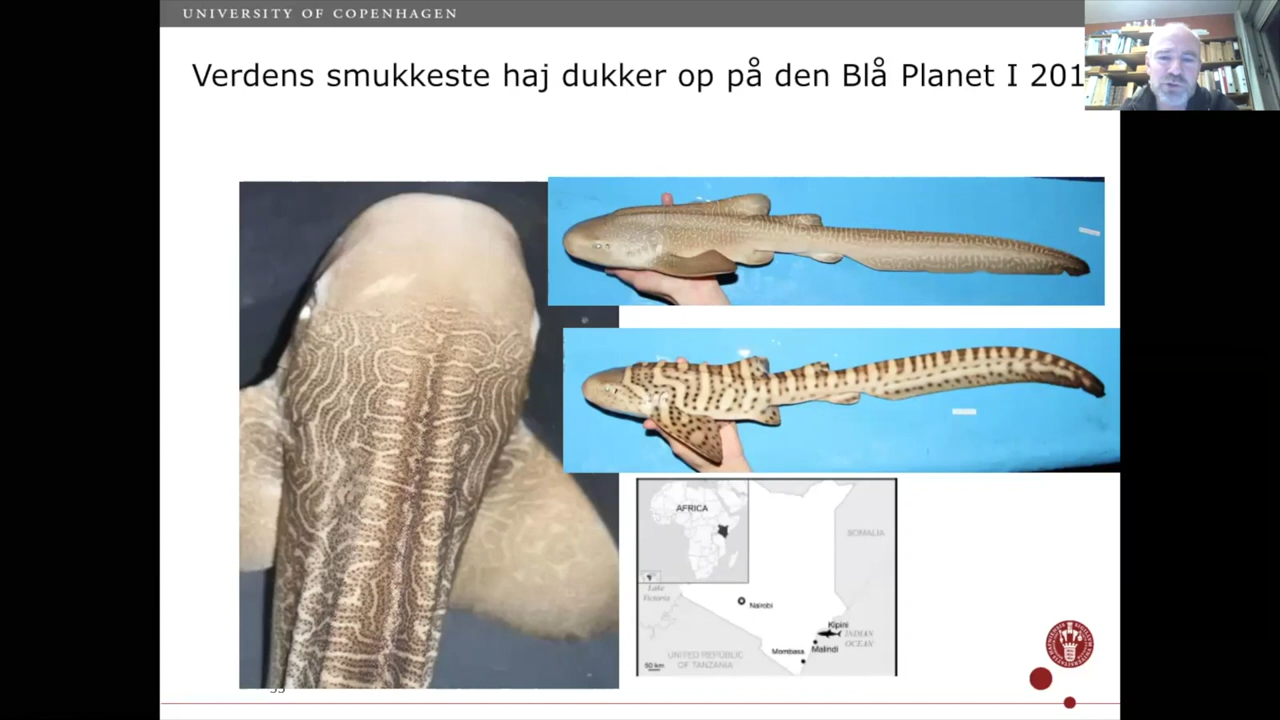 UNIVERSITY OF COPENHAGEN
Verdens smukkeste haj dukker op på den Blå Planet I 201
AFRICA
SOMALIA
Lake
Victoria
Nairobi
Kipini
INDIAN
OCEAN
Malindi
Mombasa
UNITED REPUBLIC
OF TANZANIA
50 km